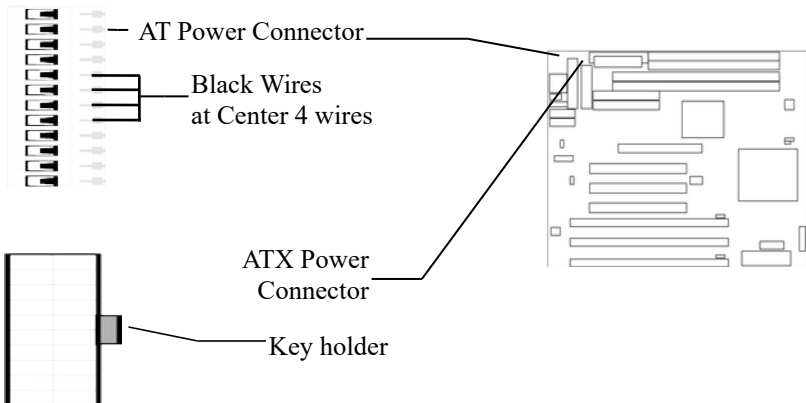 AT Power Connector
Black Wires
at Center 4 wires
ATX Power
Connector
Key holder